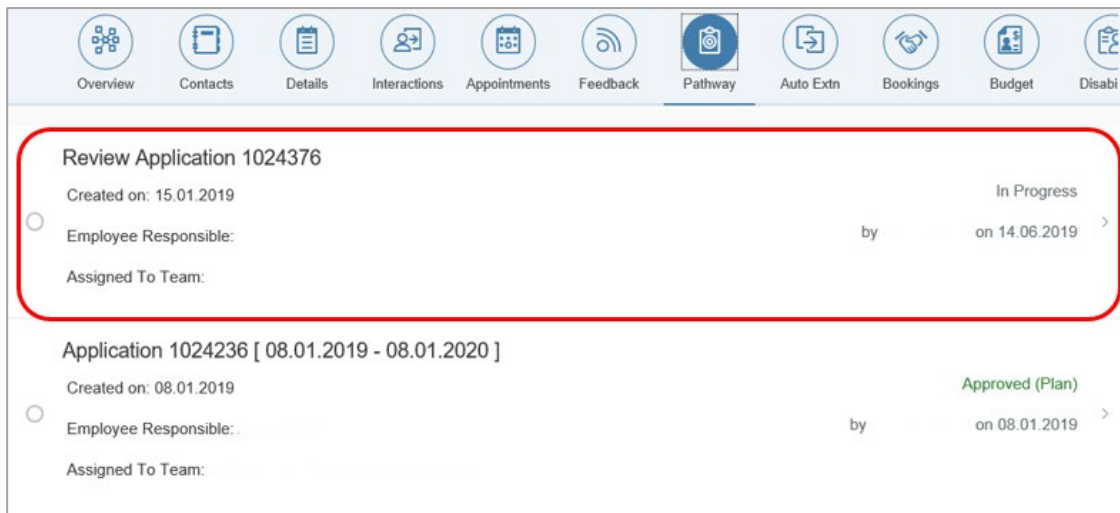 Overview Contacts Details Interactions Appointments Feedback Pathway Auto Extn Bookings Budget Disabi
Review Application 1024376
Created on: 15.01.2019
In Progress
Employee Responsible:
by on 14.06.2019
Assigned To Team:
Application 1024236 [ 08.01.2019 - 08.01.2020 ]
Created on: 08.01.2019
Approved (Plan)
Employee Responsible:
by on 08.01.2019
Assigned To Team: